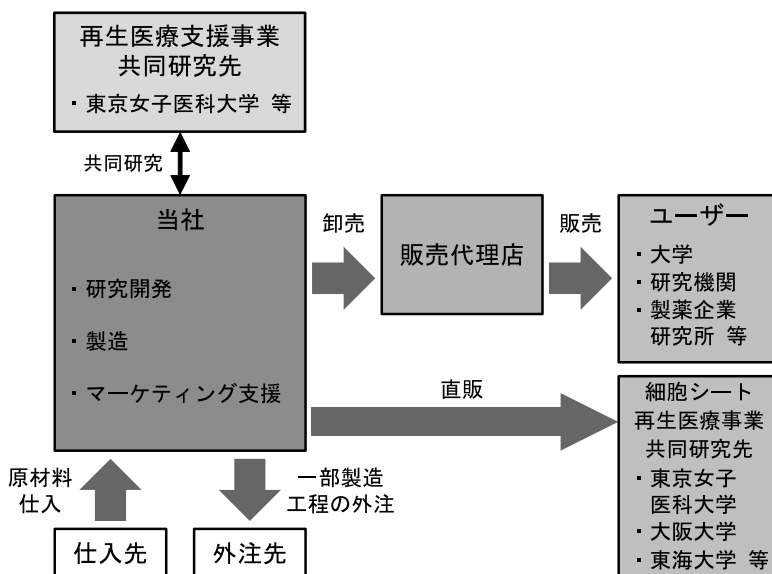 再生医療支援事業
共同研究先
・東京女子医科大学 等
共同研究
当社
・研究開発
・製造
・マーケティング支援
卸売
販売代理店
販売
ユーザー
・大学
・研究機関
・製薬企業
研究所 等
直販
細胞シート
再生医療事業
共同研究先
・東京女子
医科大学
・大阪大学
・東海大学 等
原材料
仕入
一部製造
工程の外注
仕入先
外注先